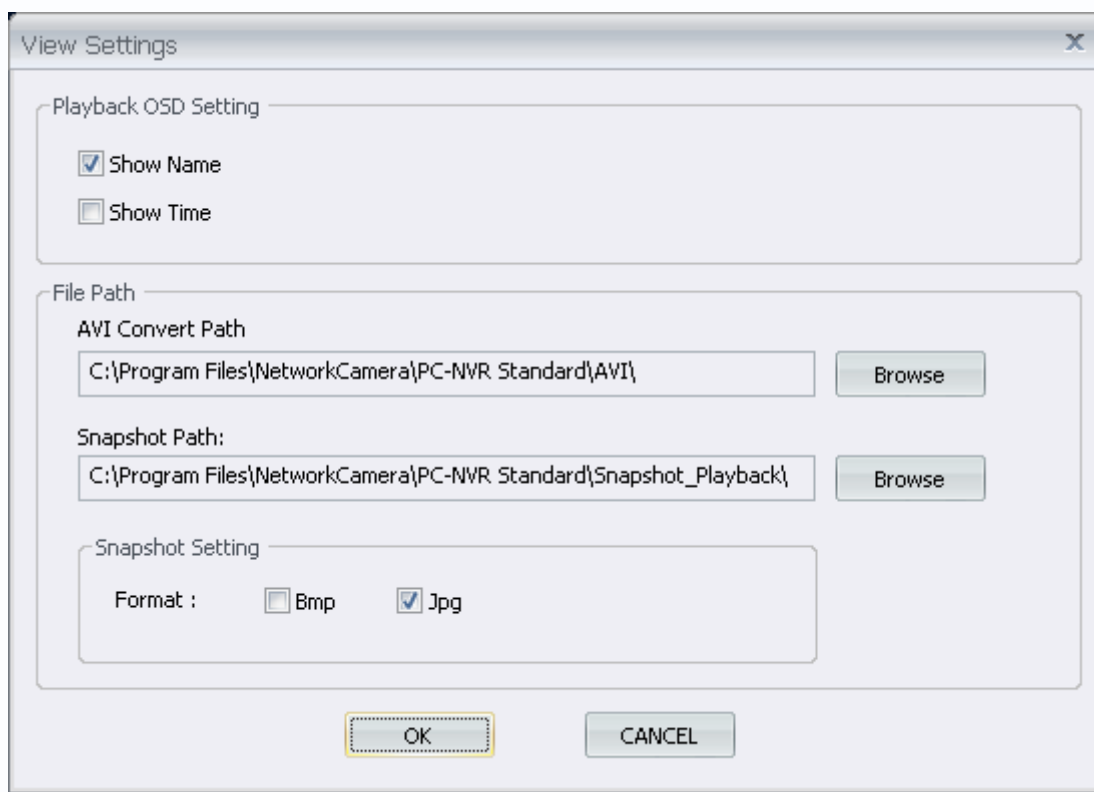 View Settings
X
Playback OSD Setting
Show Name
Show Time
File Path
AVI Convert Path
C:\Program Files\NetworkCamera\PC-NVR Standard\AVI\
Browse
Snapshot Path:
C:\Program Files\NetworkCamera\PC-NVR Standard\Snapshot_Playback\
Browse
Snapshot Setting
Format : Bmp Jpg
OK CANCEL